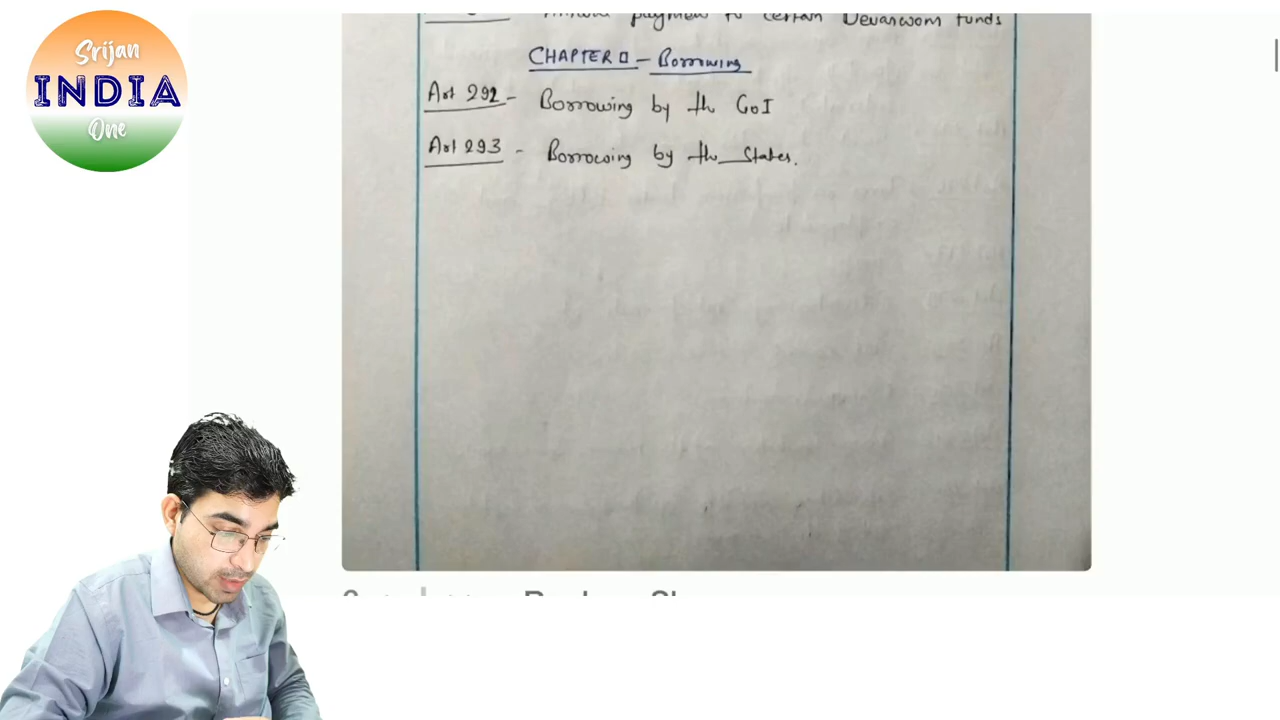 Srijan
INDIA
One
payment to certain Devaswom funds
CHAPTER II - Borrowing
Art 292 - Borrowing by the GoI
Art 293 - Borrowing by the States.